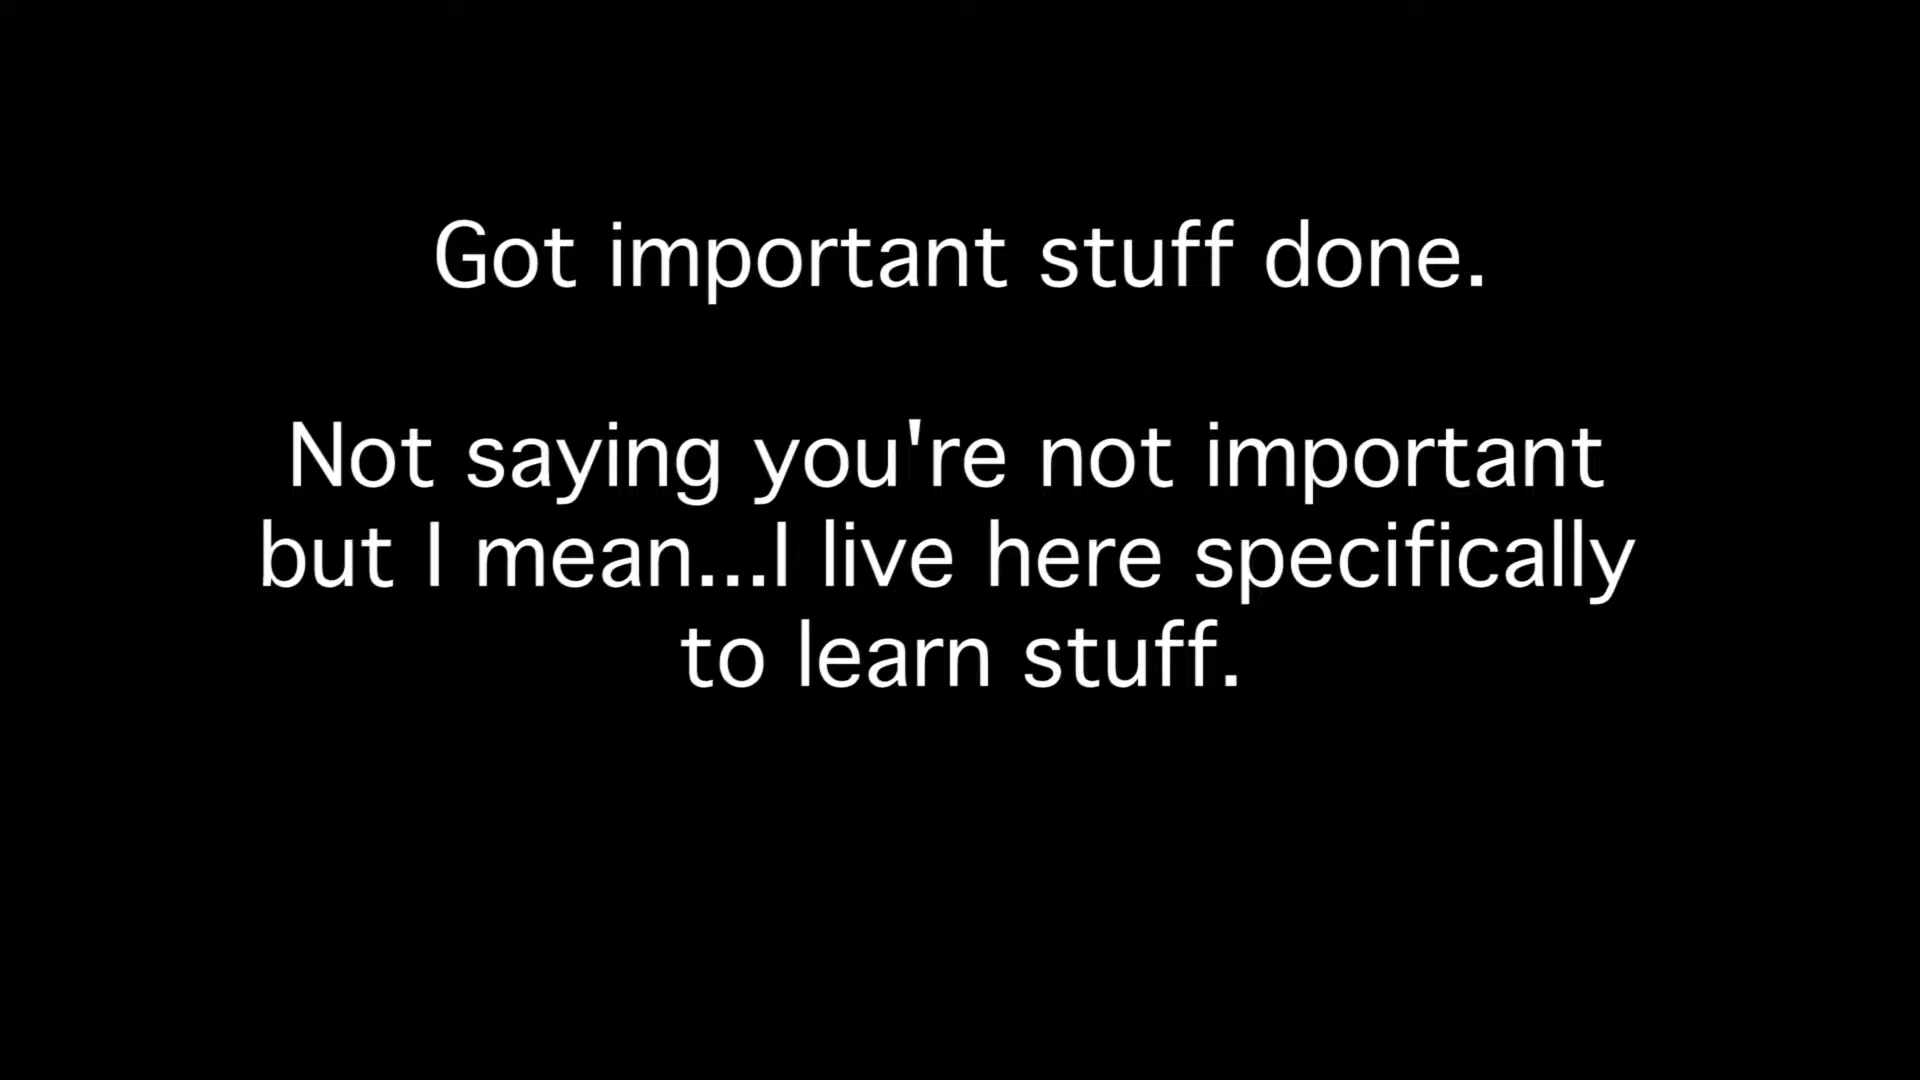 Got important stuff done.
Not saying you're not important
but I mean...I live here specifically
to learn stuff.